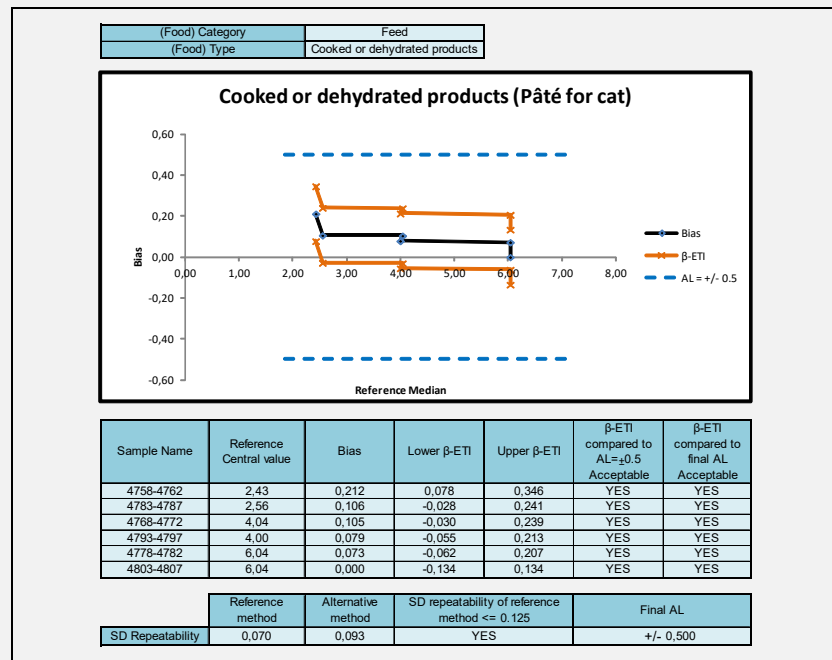 (Food) Category Feed
(Food) Type Cooked or dehydrated products
Cooked or dehydrated products (Pâté for cat)
0,60
0,40
0,20
0,00
-0,20
-0,40
-0,60
Bias
0,00 1,00 2,00 3,00 4,00 5,00 6,00 7,00 8,00
Reference Median
Bias
β-ETI
AL = +/- 0.5
Sample Name Reference Central value Bias Lower β-ETI Upper β-ETI β-ETI compared to AL=±0.5 Acceptable β-ETI compared to final AL Acceptable
4758-4762 2,43 0,212 0,078 0,346 YES YES
4783-4787 2,56 0,106 -0,028 0,241 YES YES
4768-4772 4,04 0,105 -0,030 0,239 YES YES
4793-4797 4,00 0,079 -0,055 0,213 YES YES
4778-4782 6,04 0,073 -0,062 0,207 YES YES
4803-4807 6,04 0,000 -0,134 0,134 YES YES
Reference method Alternative method SD repeatability of reference method <= 0.125 Final AL
SD Repeatability 0,070 0,093 YES +/- 0,500